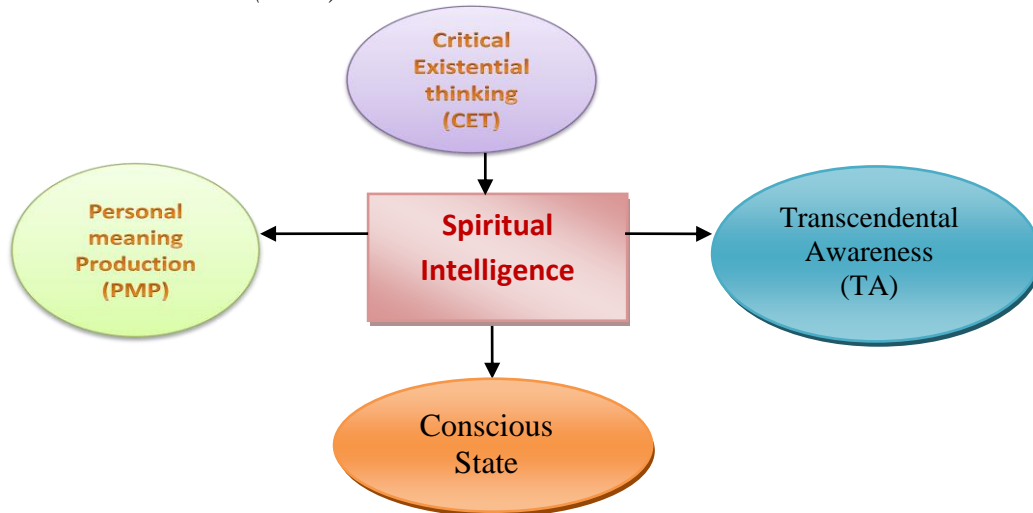 Critical
Existential
thinking
(CET)
Personal
meaning
Production
(PMP)
Spiritual
Intelligence
Transcendental
Awareness
(TA)
Conscious
State